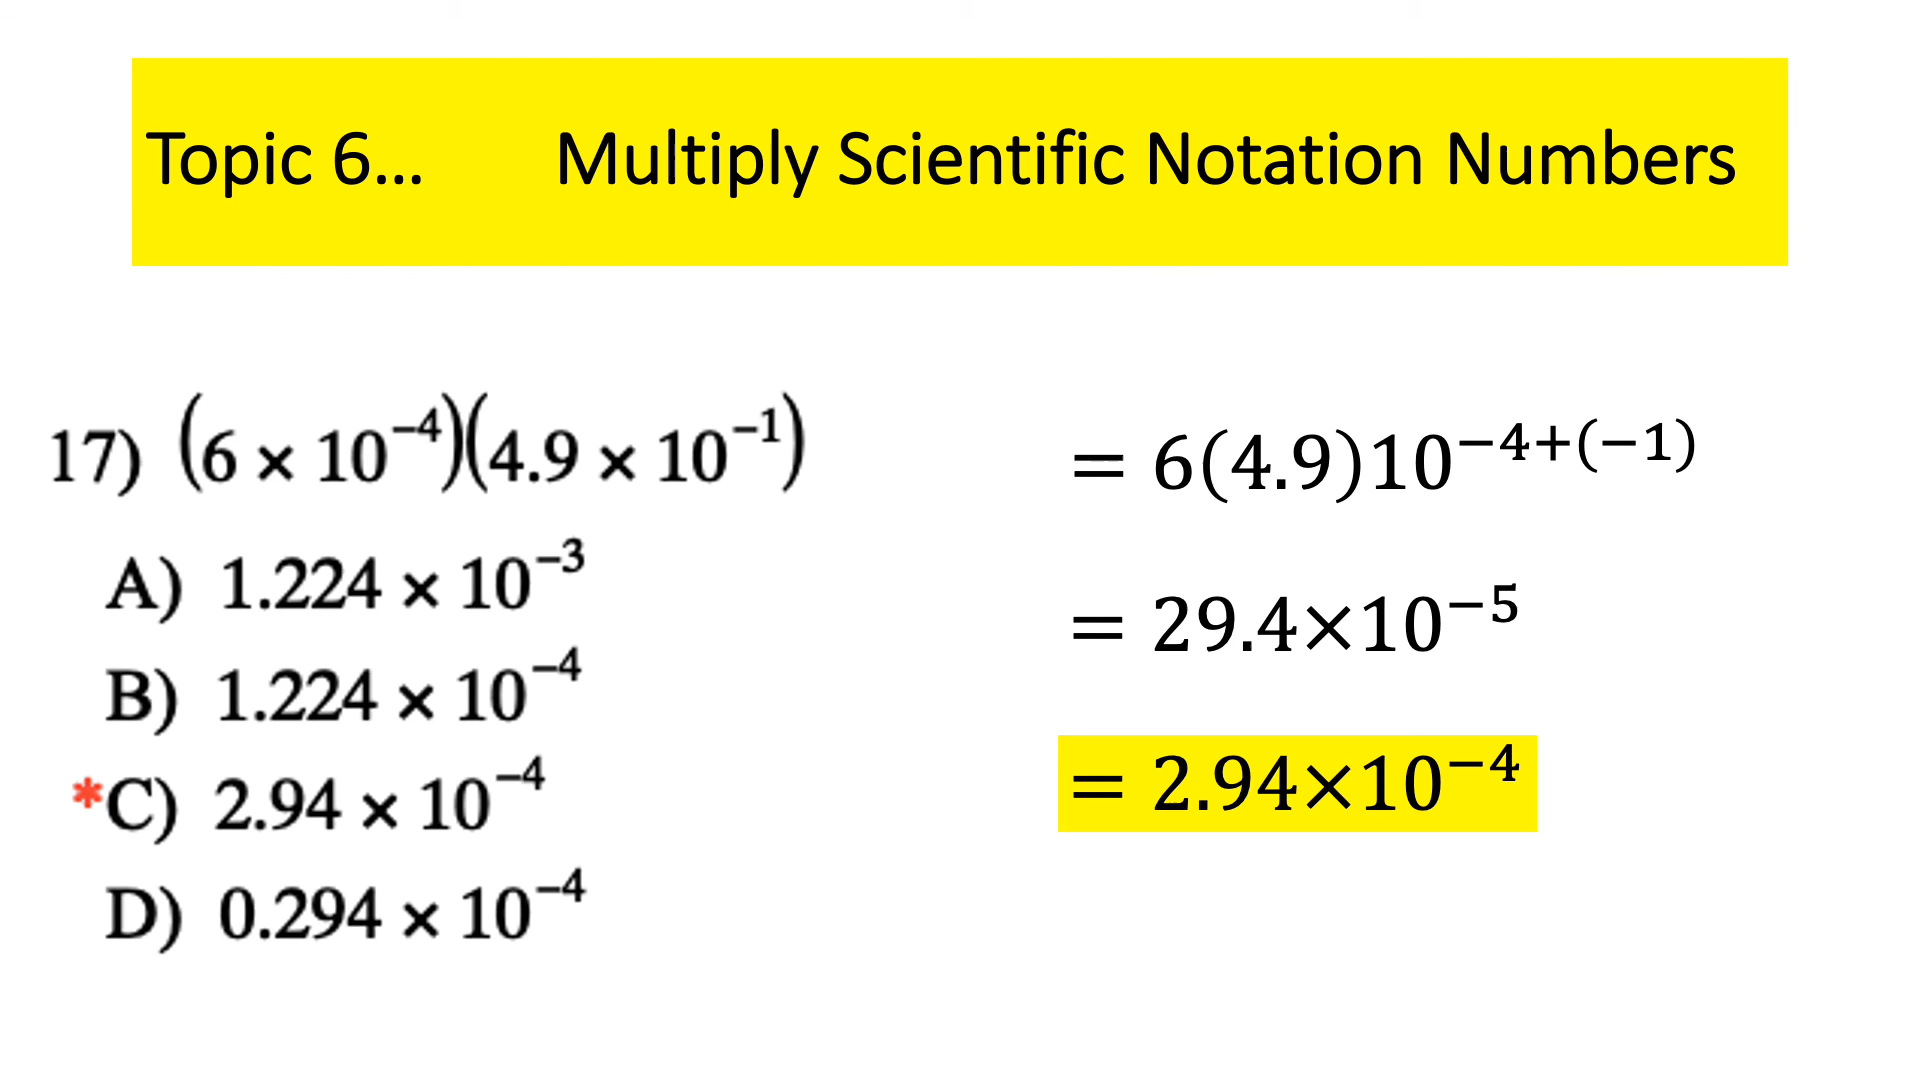 Topic 6... Multiply Scientific Notation Numbers
17) (6 × 10⁻⁴)(4.9 × 10⁻¹)
A) 1.224 × 10⁻³
B) 1.224 × 10⁻⁴
*C) 2.94 × 10⁻⁴
D) 0.294 × 10⁻⁴
= 6(4.9)10⁻⁴⁺⁽⁻¹⁾
= 29.4×10⁻⁵
= 2.94×10⁻⁴